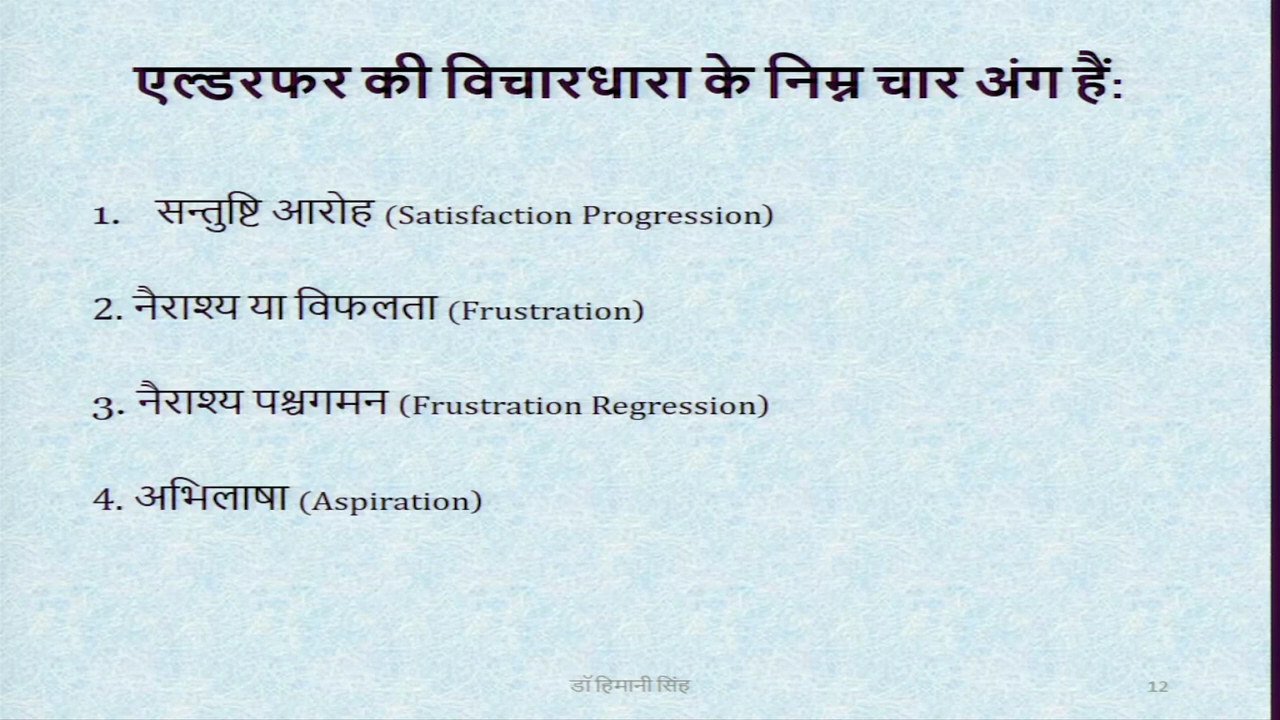 एल्डरफर की विचारधारा के निम्न चार अंग हैं:
1. सन्तुष्टि आरोह (Satisfaction Progression)
2. नैराश्य या विफलता (Frustration)
3. नैराश्य पश्चगमन (Frustration Regression)
4. अभिलाषा (Aspiration)
डॉ हिमानी सिंह
12